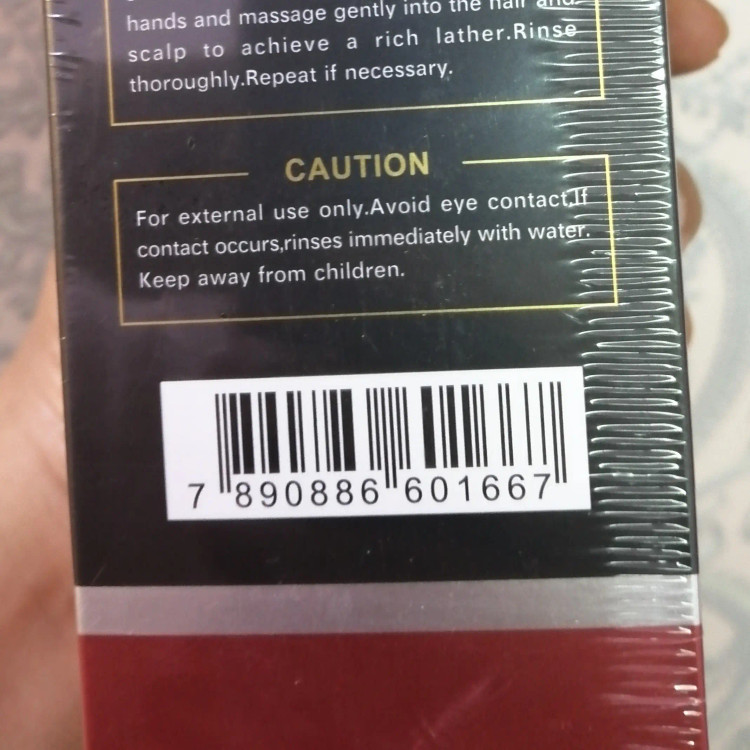 hands and massage gently into the hair and
scalp to achieve a rich lather.Rinse
thoroughly.Repeat if necessary.
CAUTION
For external use only.Avoid eye contact,If
contact occurs,rinses immediately with water.
Keep away from children.
7 890886 601667